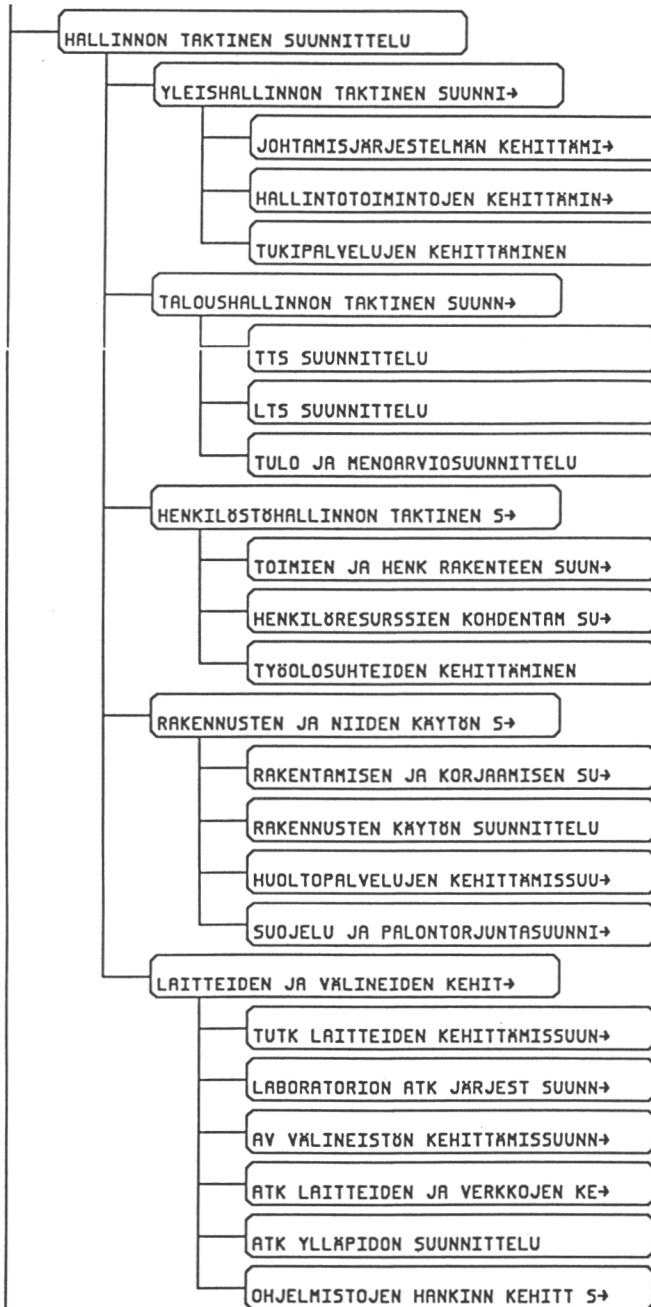 HALLINNON TAKTINEN SUUNNITTELU
YLEISHALLINNON TAKTINEN SUUNNI→
JOHTAMISJÄRJESTELMÄN KEHITTÄMI→
HALLINTOTOIMINTOJEN KEHITTÄMIN→
TUKIPALVELUJEN KEHITTÄMINEN
TALOUSHALLINNON TAKTINEN SUUNN→
TTS SUUNNITTELU
LTS SUUNNITTELU
TULO JA MENOARVIOSUUNNITTELU
HENKILÖSTÖHALLINNON TAKTINEN S→
TOIMIEN JA HENK RAKENTEEN SUUN→
HENKILÖRESURSSIEN KOHDENTAM SU→
TYÖOLOSUHTEIDEN KEHITTÄMINEN
RAKENNUSTEN JA NIIDEN KÄYTÖN S→
RAKENTAMISEN JA KORJAAMISEN SU→
RAKENNUSTEN KÄYTÖN SUUNNITTELU
HUOLTOPALVELUJEN KEHITTÄMISSUU→
SUOJELU JA PALONTORJUNTASUUNNI→
LAITTEIDEN JA VÄLINEIDEN KEHIT→
TUTK LAITTEIDEN KEHITTÄMISSUUN→
LABORATORION ATK JÄRJEST SUUNN→
AV VÄLINEISTÖN KEHITTÄMISSUUNN→
ATK LAITTEIDEN JA VERKKOJEN KE→
ATK YLLÄPIDON SUUNNITTELU
OHJELMISTOJEN HANKINN KEHITT S→